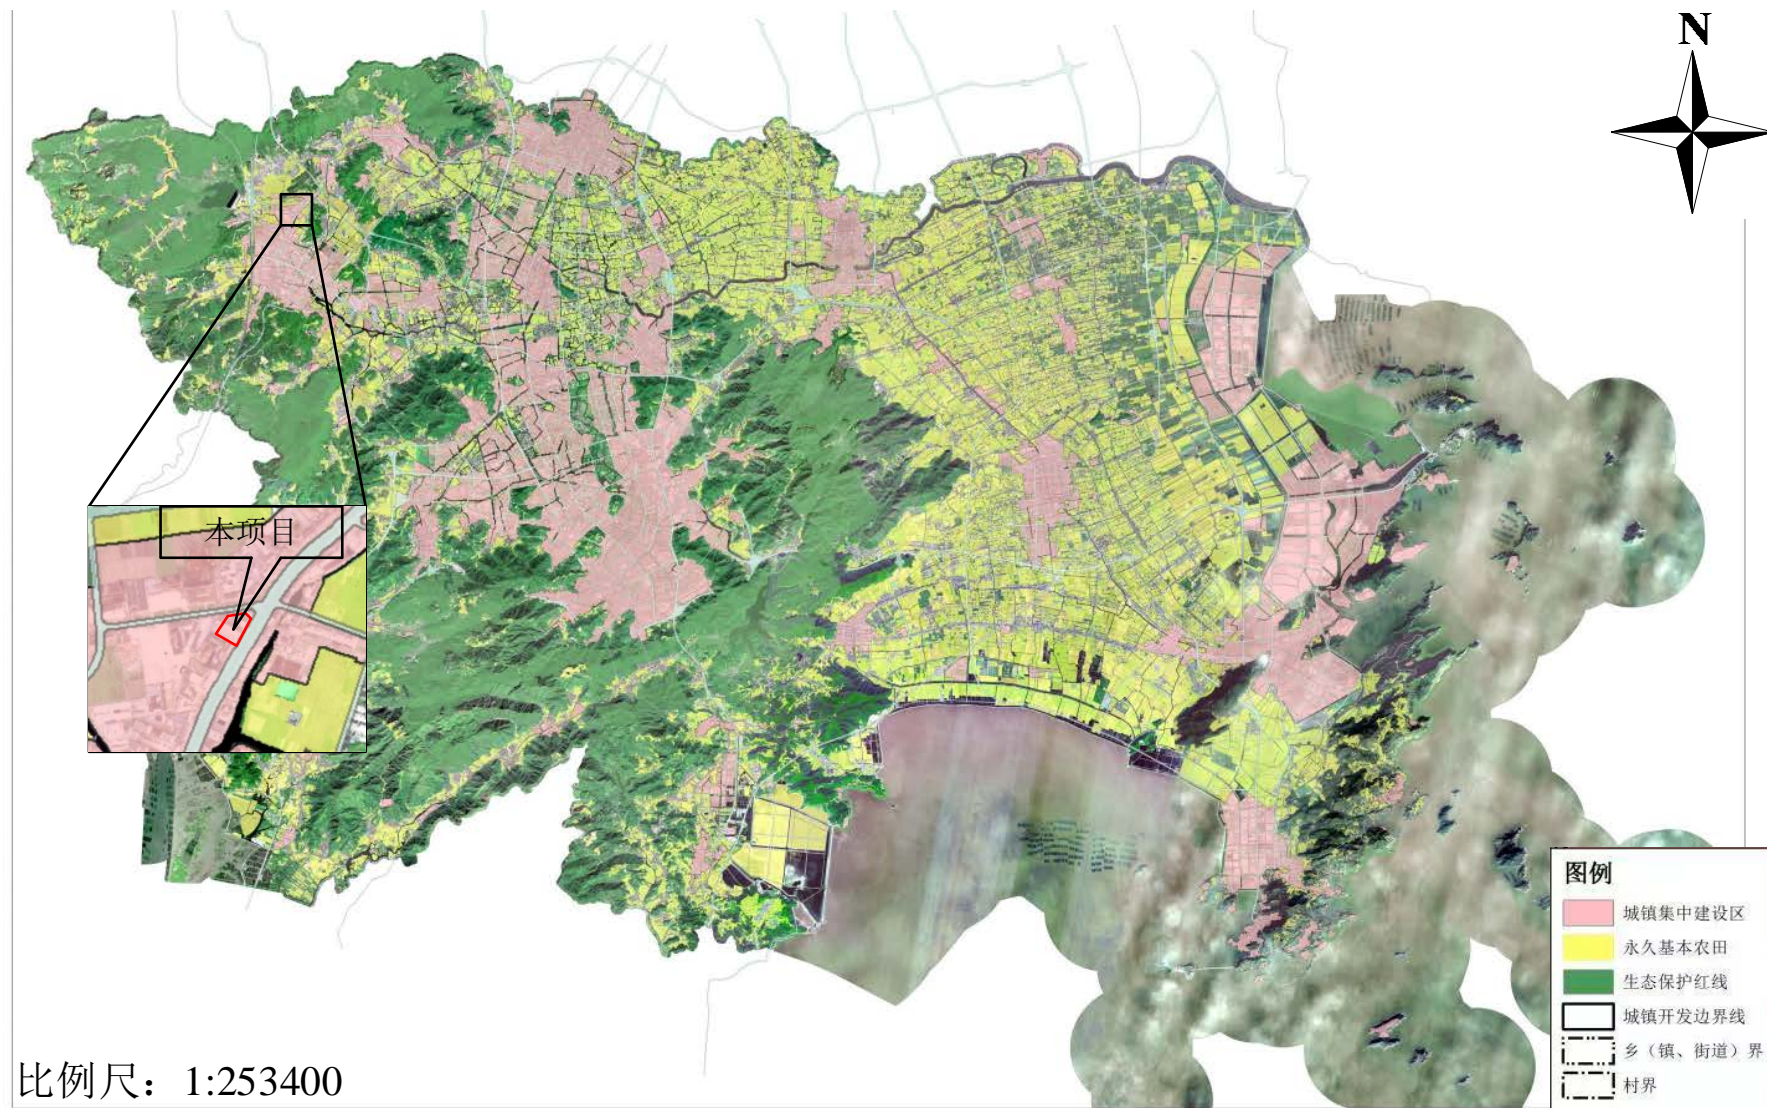 N
本项目
图例
城镇集中建设区
永久基本农田
生态保护红线
城镇开发边界线
乡（镇、街道）界
村界
比例尺：1:253400